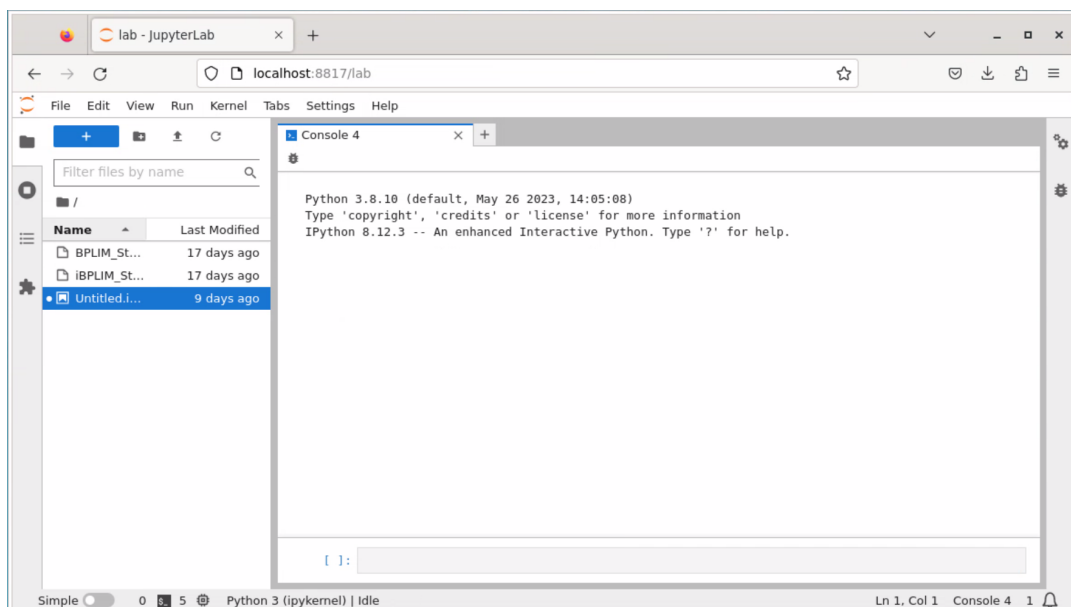 lab - JupyterLab
localhost:8817/lab
File Edit View Run Kernel Tabs Settings Help
Filter files by name
/
Name Last Modified
BPLIM_St... 17 days ago
iBPLIM_St... 17 days ago
Untitled.i... 9 days ago
Console 4
Python 3.8.10 (default, May 26 2023, 14:05:08)
Type 'copyright', 'credits' or 'license' for more information
IPython 8.12.3 -- An enhanced Interactive Python. Type '?' for help.
[ ]:
Simple 0 5 Python 3 (ipykernel) | Idle Ln 1, Col 1 Console 4 1